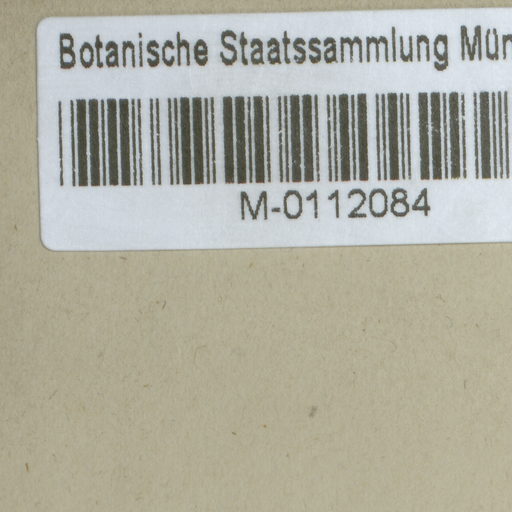 Botanische Staatssammlung Mün
M-0112084